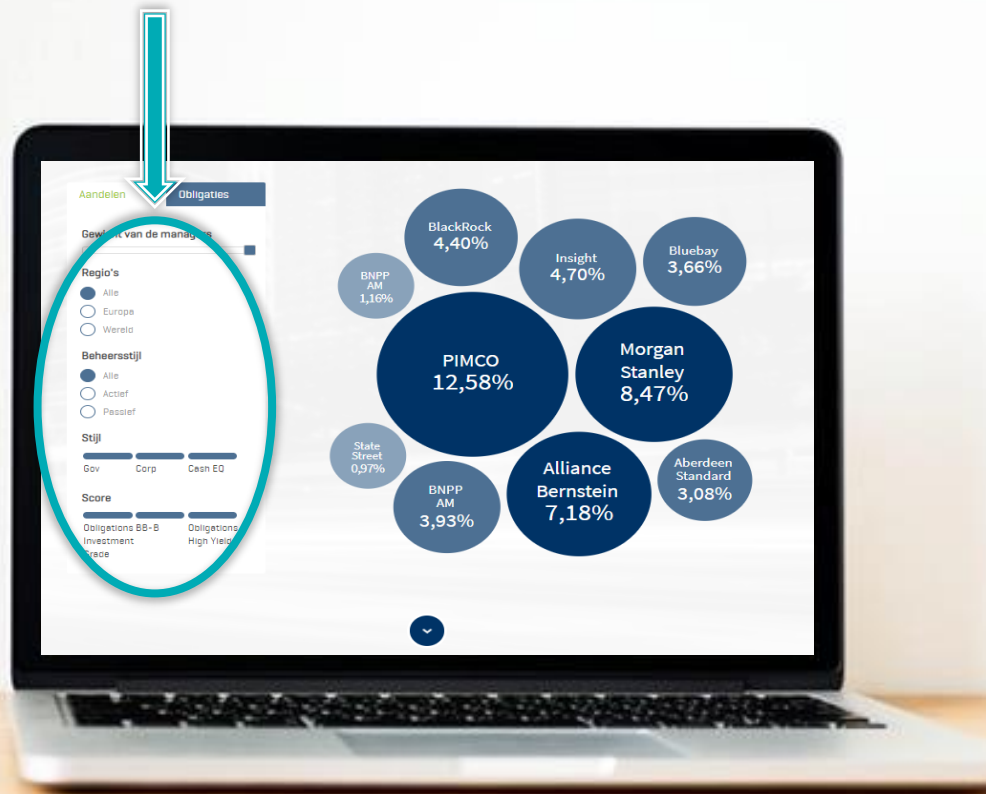 Aandelen
Obligaties
Gewicht van de managers
Regio's
Alle
Europa
Wereld
Beheersstijl
Alle
Actief
Passief
Stijl
Gov Corp Cash EQ
Score
Obligations BB-B Obligations
Investment High Yield
Grade
BlackRock
4,40%
Insight
4,70%
Bluebay
3,66%
BNPP
AM
1,16%
PIMCO
12,58%
Morgan
Stanley
8,47%
State
Street
0,97%
BNPP
AM
3,93%
Alliance
Bernstein
7,18%
Aberdeen
Standard
3,08%